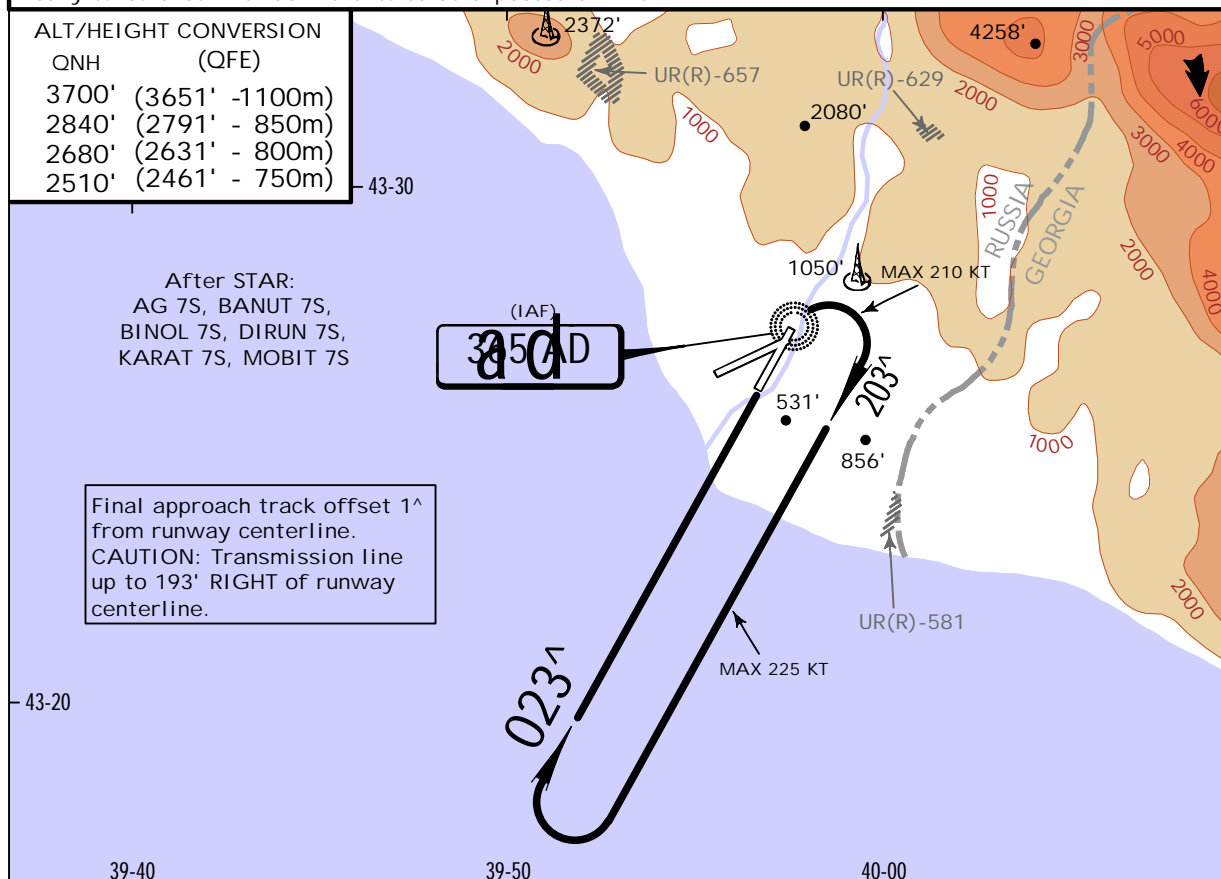 ALT/HEIGHT CONVERSION
QNH (QFE)
3700' (3651' -1100m)
2840' (2791' - 850m)
2680' (2631' - 800m)
2510' (2461' - 750m)
2372'
2000
UR(R)-657
UR(R)-629
4258'
3000
5000
6000
2000
2080'
1000
3000
4000
43-30
1000
RUSSIA
GEORGIA
2000
4000
After STAR:
AG 7S, BANUT 7S,
BINOL 7S, DIRUN 7S,
KARAT 7S, MOBIT 7S
1050'
MAX 210 KT
(IAF)
365 AD
a d
203^
531'
856'
1000
Final approach track offset 1^
from runway centerline.
CAUTION: Transmission line
up to 193' RIGHT of runway
centerline.
2000
UR(R)-581
MAX 225 KT
023^
43-20
39-40
39-50
40-00